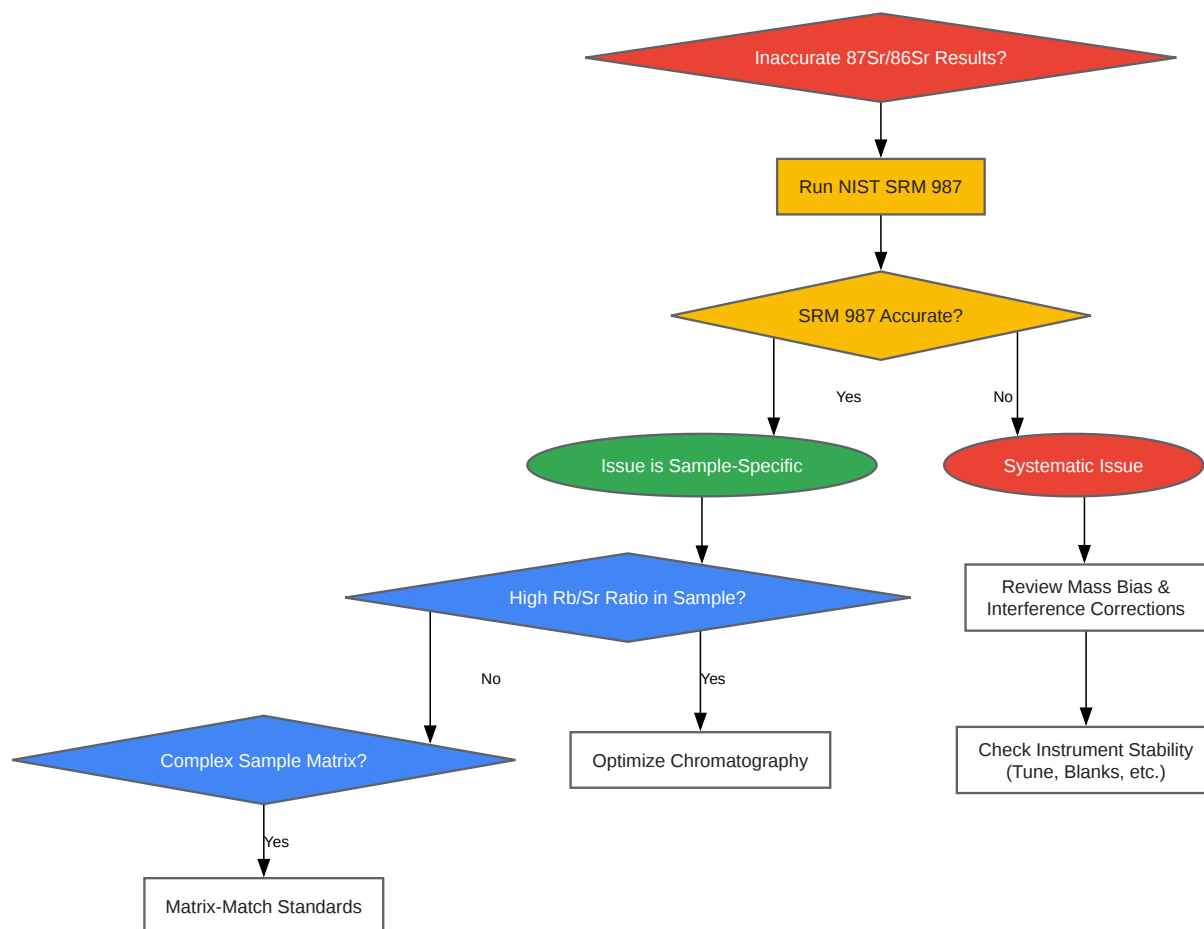 Inaccurate 87Sr/86Sr Results?
Run NIST SRM 987
SRM 987 Accurate?
Yes
No
Issue is Sample-Specific
Systematic Issue
High Rb/Sr Ratio in Sample?
Review Mass Bias &
Interference Corrections
No
Yes
Complex Sample Matrix?
Optimize Chromatography
Check Instrument Stability
(Tune, Blanks, etc.)
Yes
Matrix-Match Standards